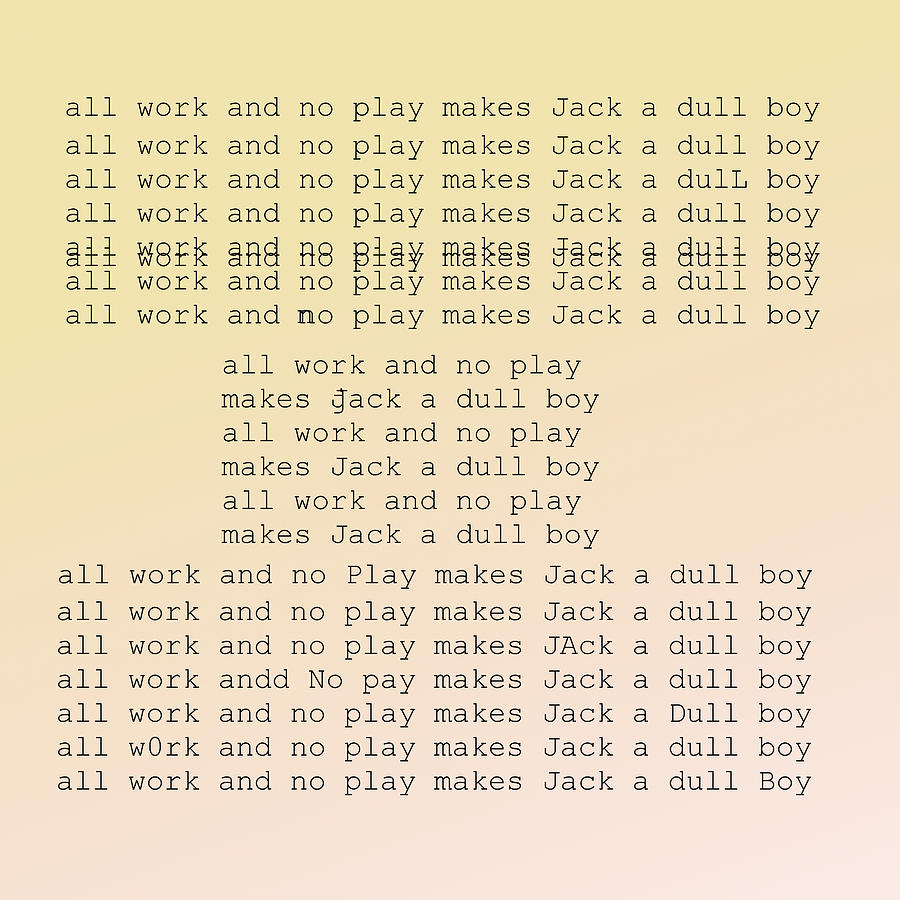 all work and no play makes Jack a dull boy
all work and no play makes Jack a dull boy
all work and no play makes Jack a dulL boy
all work and no play makes Jack a dull boy
all work and no play makes Jack a dull boy
all work and no play makes Jack a dull boy
all work and no play makes Jack a dull boy
all work and no play makes Jack a dull boy
all work and no play
makes Jack a dull boy
all work and no play
makes Jack a dull boy
all work and no play
makes Jack a dull boy
all work and no Play makes Jack a dull boy
all work and no play makes Jack a dull boy
all work and no play makes JAck a dull boy
all work andd No pay makes Jack a dull boy
all work and no play makes Jack a Dull boy
all w0rk and no play makes Jack a dull boy
all work and no play makes Jack a dull Boy